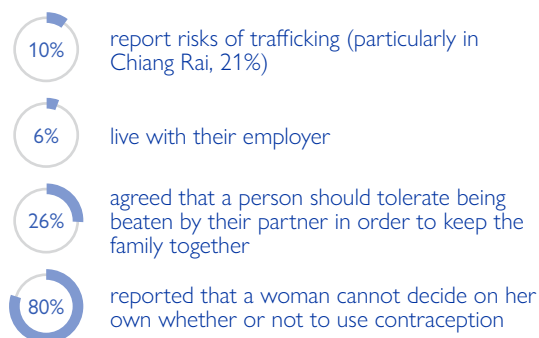 10%
report risks of trafficking (particularly in
Chiang Rai, 21%)
6%
live with their employer
26%
agreed that a person should tolerate being
beaten by their partner in order to keep the
family together
80%
reported that a woman cannot decide on her
own whether or not to use contraception